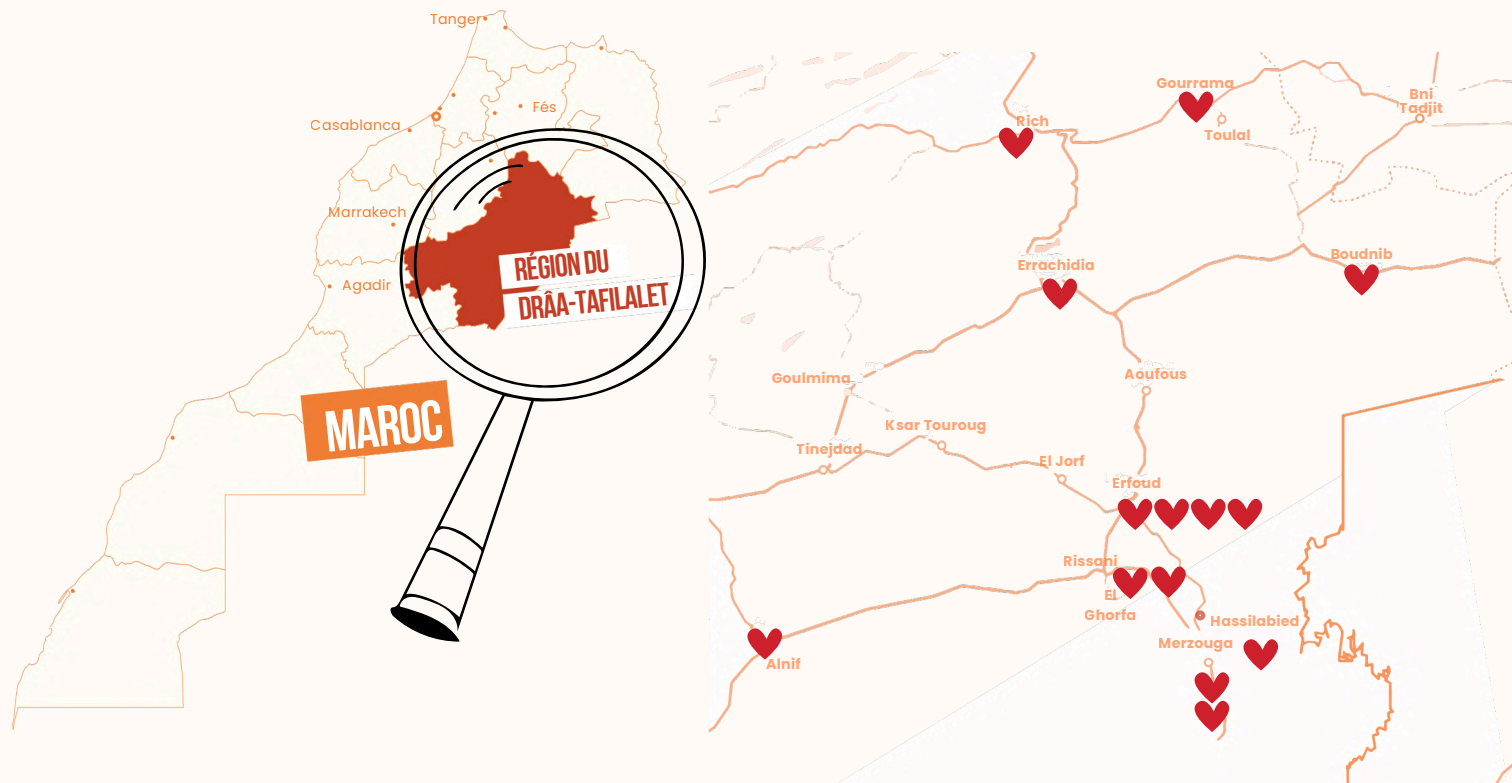 Tanger
Fés
Casablanca
Marrakech
Agadir
RÉGION DU
DRÂA-TAFILALET
MAROC
Gourrama
Bni
Tadjit
Rich
Toulal
Errachidia
Boudnib
Goulmima
Aoufous
Ksar Touroug
Tinejdad
El Jorf
Erfoud
Rissani
El
Ghorfa
Hassilabied
Merzouga
Alnif